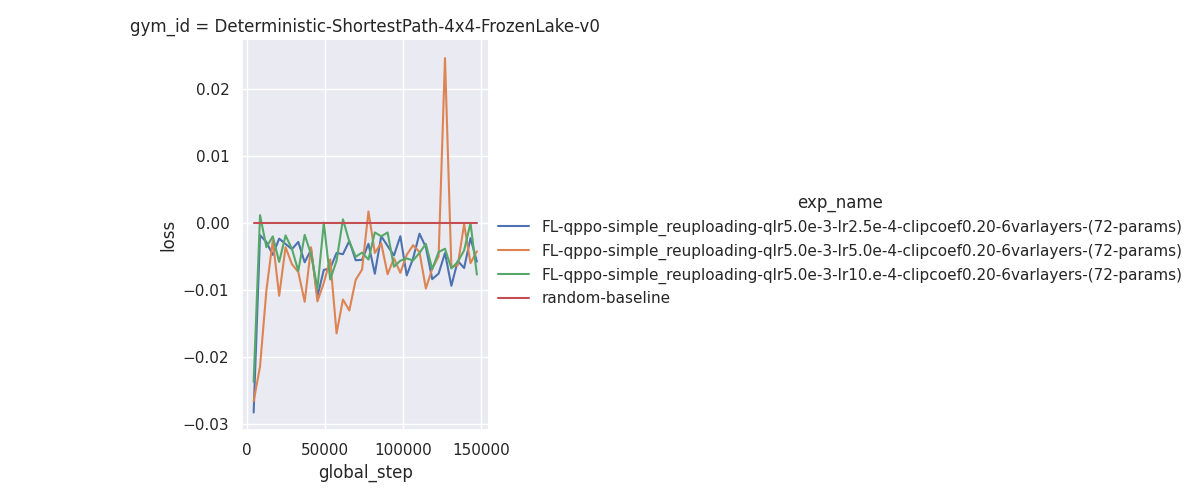 gym_id = Deterministic-ShortestPath-4x4-FrozenLake-v0
0.02
0.01
0.00
−0.01
−0.02
−0.03
loss
0 50000 100000 150000
global_step
exp_name
FL-qppo-simple_reuploading-qlr5.0e-3-lr2.5e-4-clipcoef0.20-6varlayers-(72-params)
FL-qppo-simple_reuploading-qlr5.0e-3-lr5.0e-4-clipcoef0.20-6varlayers-(72-params)
FL-qppo-simple_reuploading-qlr5.0e-3-lr10.e-4-clipcoef0.20-6varlayers-(72-params)
random-baseline